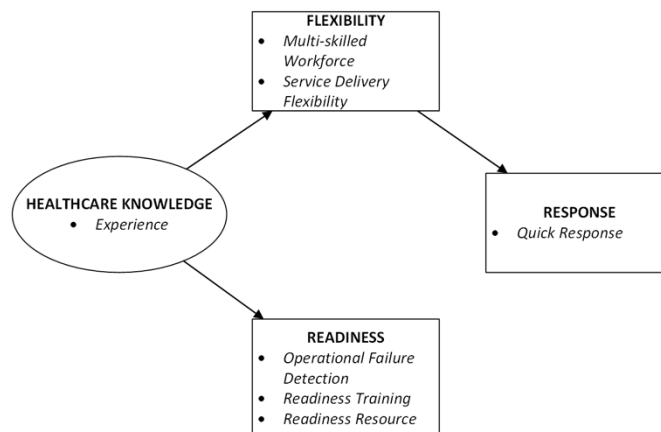 FLEXIBILITY
• Multi-skilled
Workforce
• Service Delivery
Flexibility
HEALTHCARE KNOWLEDGE
• Experience
RESPONSE
• Quick Response
READINESS
• Operational Failure
Detection
• Readiness Training
• Readiness Resource